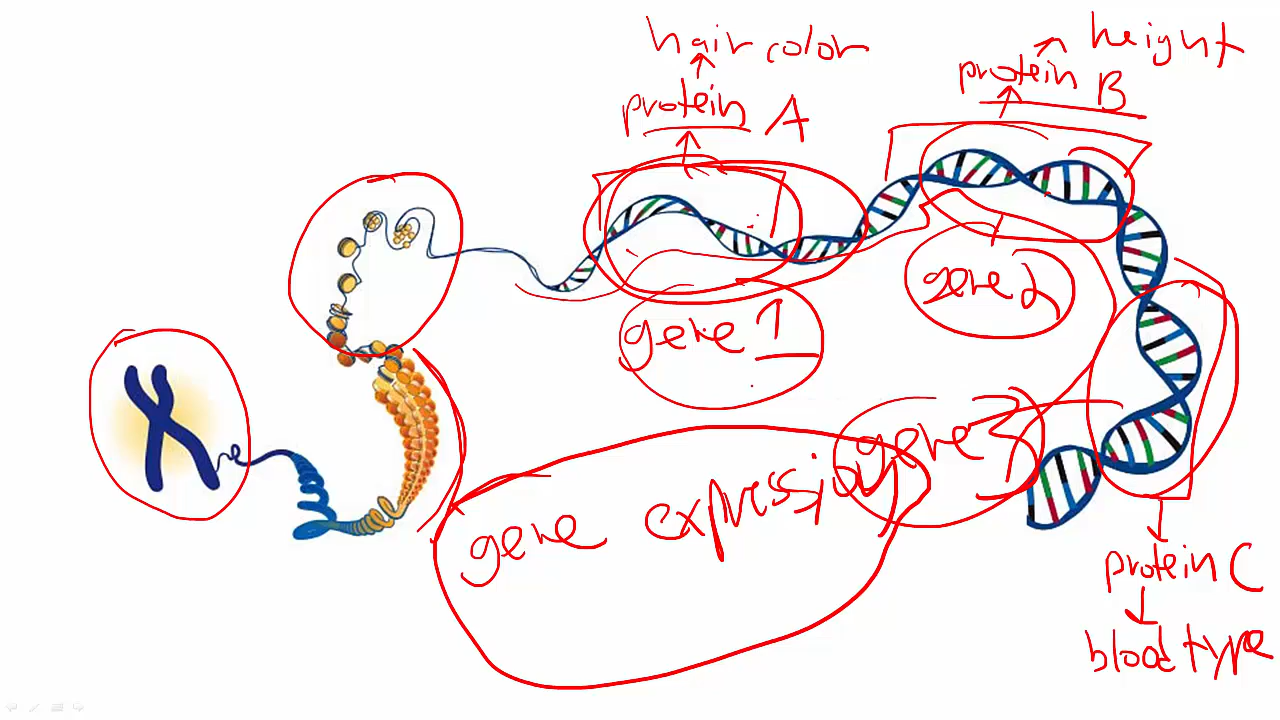 hair color
protein A
gene 1
height
protein B
gene 2
gene 3
gene expression
protein C
blood type